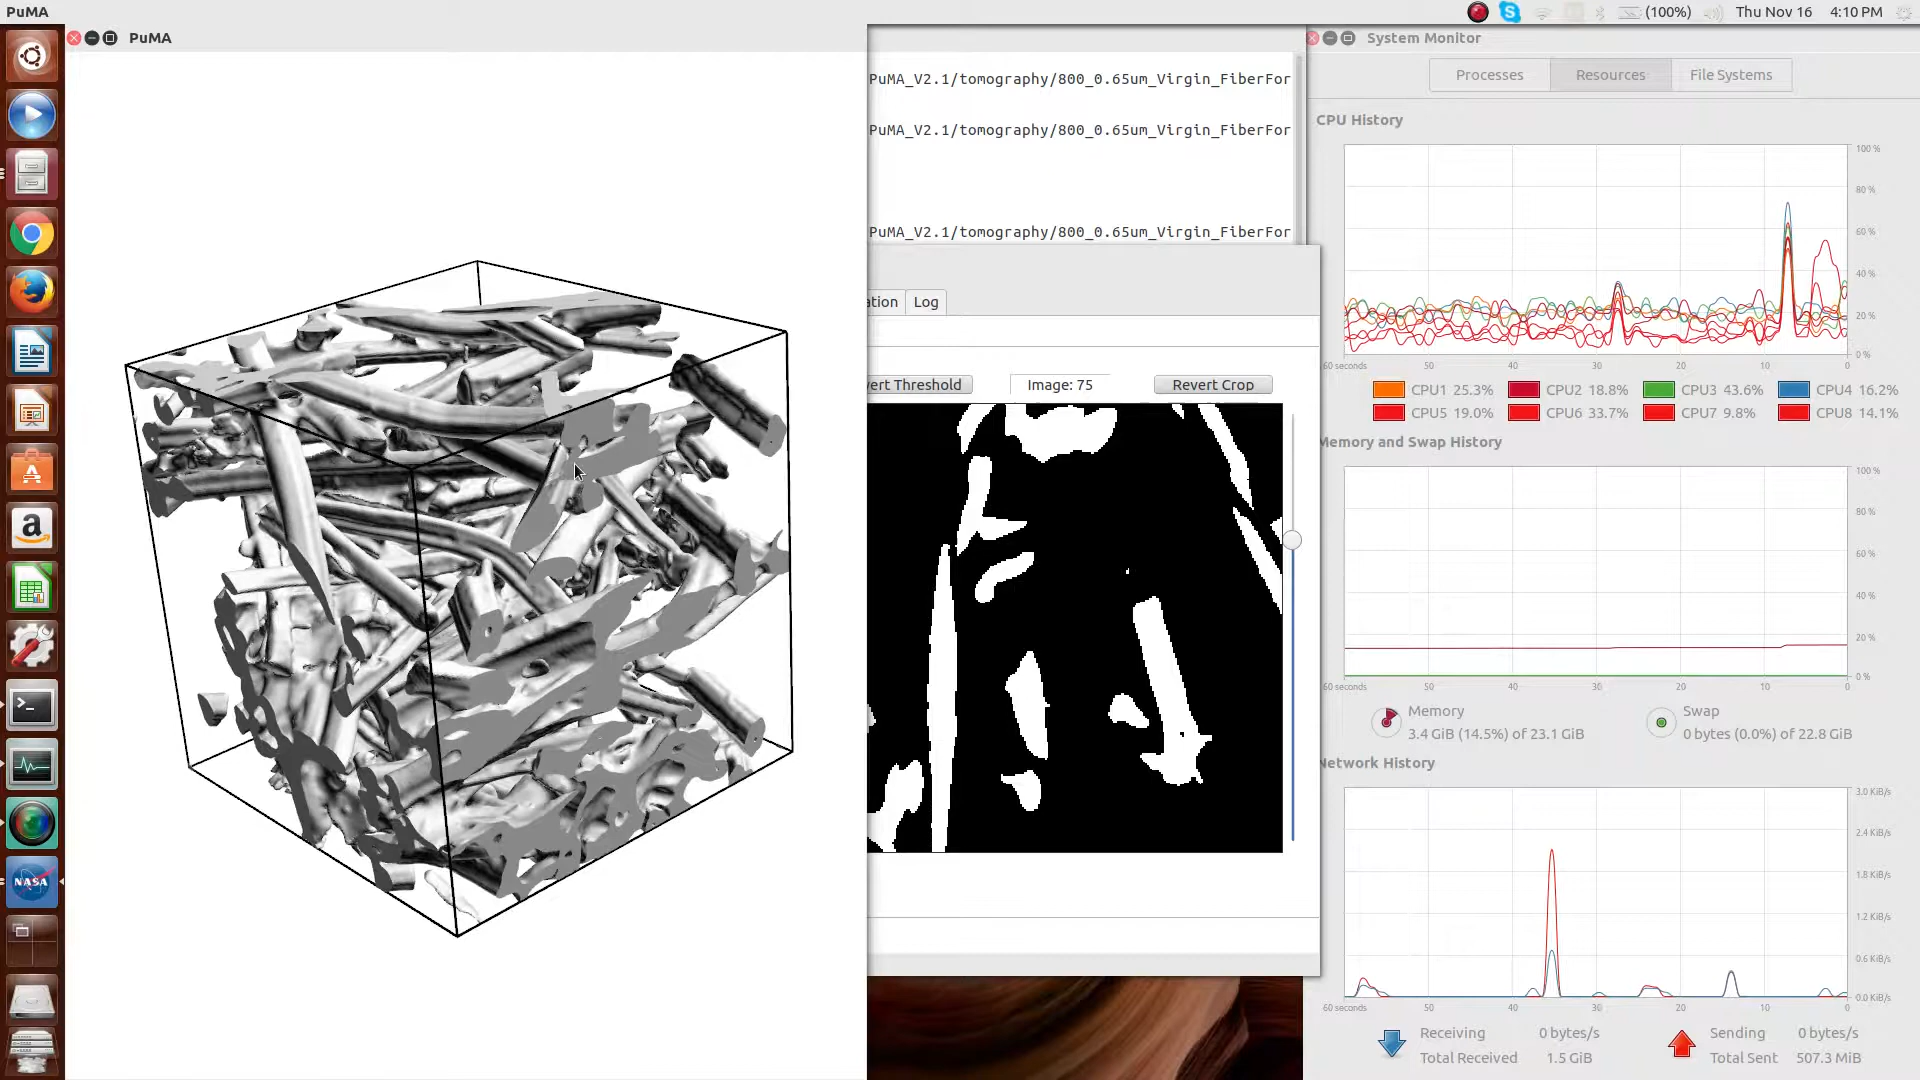 PuMA
(100%)
Thu Nov 16
4:10 PM
PuMA
System Monitor
Processes
Resources
File Systems
PuMA_V2.1/tomography/800_0.65um_Virgin_FiberFor
PuMA_V2.1/tomography/800_0.65um_Virgin_FiberFor
PuMA_V2.1/tomography/800_0.65um_Virgin_FiberFor
ation
Log
vert Threshold
Image: 75
Revert Crop
CPU History
100 %
80 %
60 %
40 %
20 %
0 %
60 seconds
50
40
30
20
10
0
CPU1 25.3%
CPU2 18.8%
CPU3 43.6%
CPU4 16.2%
CPU5 19.0%
CPU6 33.7%
CPU7 9.8%
CPU8 14.1%
Memory and Swap History
100 %
80 %
60 %
40 %
20 %
0 %
60 seconds
50
40
30
20
10
0
Memory
3.4 GiB (14.5%) of 23.1 GiB
Swap
0 bytes (0.0%) of 22.8 GiB
Network History
3.0 KiB/s
2.4 KiB/s
1.8 KiB/s
1.2 KiB/s
0.6 KiB/s
0.0 KiB/s
60 seconds
50
40
30
20
10
0
Receiving
0 bytes/s
Total Received
1.5 GiB
Sending
0 bytes/s
Total Sent
507.3 MiB
NASA